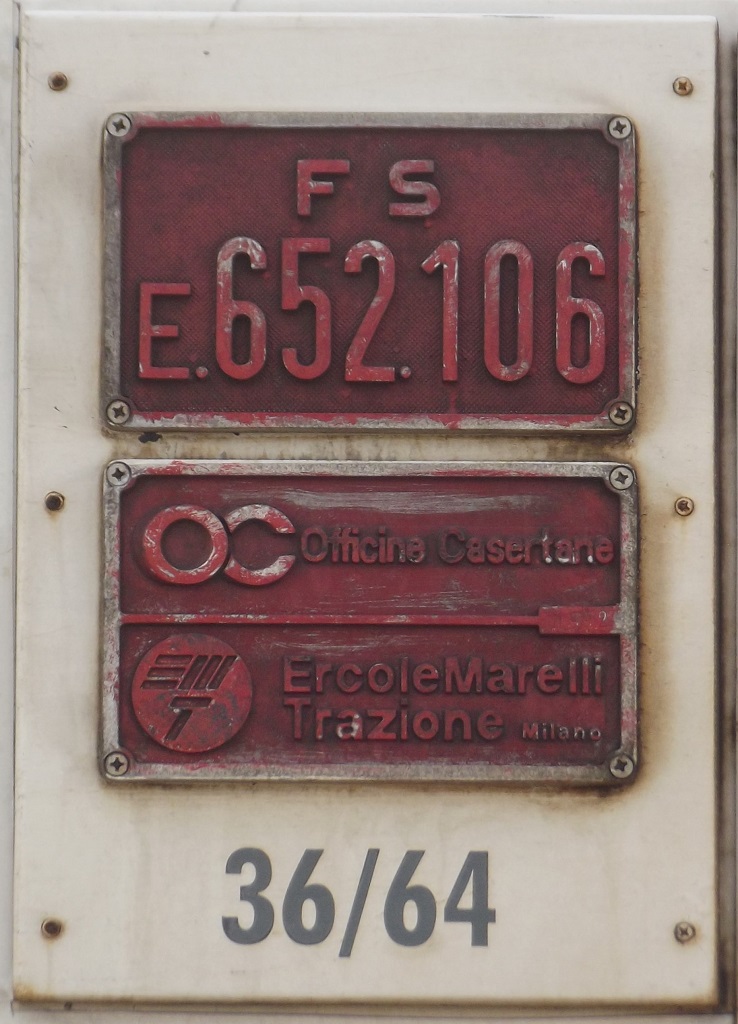 FS
E.652.106
OC Officine Casertane
EMT ErcoleMarelli
Trazione Milano
36/64